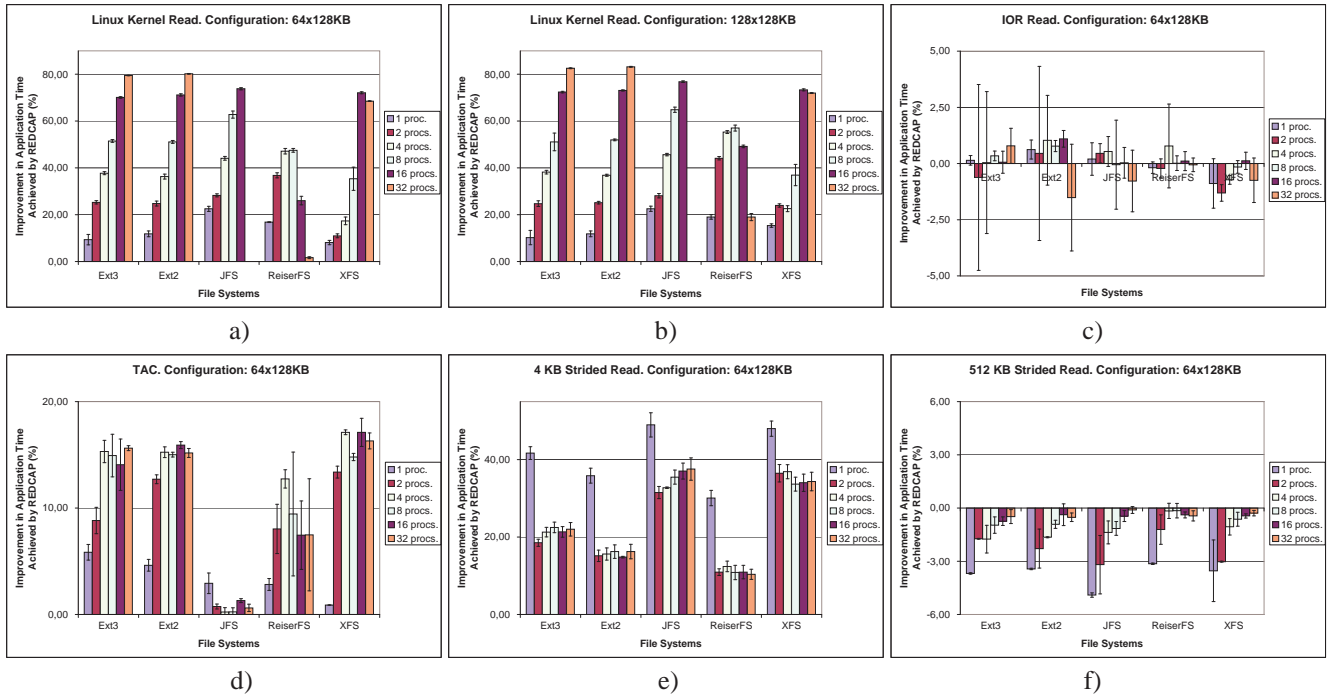 Linux Kernel Read. Configuration: 64x128KB
Improvement in Application Time
Achieved by REDCAP (%)
80,00
60,00
40,00
20,00
0,00
Ext3 Ext2 JFS ReiserFS XFS
File Systems
1 proc.
2 procs.
4 procs.
8 procs.
16 procs.
32 procs.
a)
Linux Kernel Read. Configuration: 128x128KB
Improvement in Application Time
Achieved by REDCAP (%)
80,00
60,00
40,00
20,00
0,00
Ext3 Ext2 JFS ReiserFS XFS
File Systems
1 proc.
2 procs.
4 procs.
8 procs.
16 procs.
32 procs.
b)
IOR Read. Configuration: 64x128KB
Improvement in Application Time
Achieved by REDCAP (%)
5,00
2,50
0,00
-2,50
-5,00
Ext3 Ext2 JFS ReiserFS XFS
File Systems
1 proc.
2 procs.
4 procs.
8 procs.
16 procs.
32 procs.
c)
TAC. Configuration: 64x128KB
Improvement in Application Time
Achieved by REDCAP (%)
20,00
10,00
0,00
Ext3 Ext2 JFS ReiserFS XFS
File Systems
1 proc.
2 procs.
4 procs.
8 procs.
16 procs.
32 procs.
d)
4 KB Strided Read. Configuration: 64x128KB
Improvement in Application Time
Achieved by REDCAP (%)
40,00
20,00
0,00
Ext3 Ext2 JFS ReiserFS XFS
File Systems
1 proc.
2 procs.
4 procs.
8 procs.
16 procs.
32 procs.
e)
512 KB Strided Read. Configuration: 64x128KB
Improvement in Application Time
Achieved by REDCAP (%)
6,00
3,00
0,00
-3,00
-6,00
Ext3 Ext2 JFS ReiserFS XFS
File Systems
1 proc.
2 procs.
4 procs.
8 procs.
16 procs.
32 procs.
f)